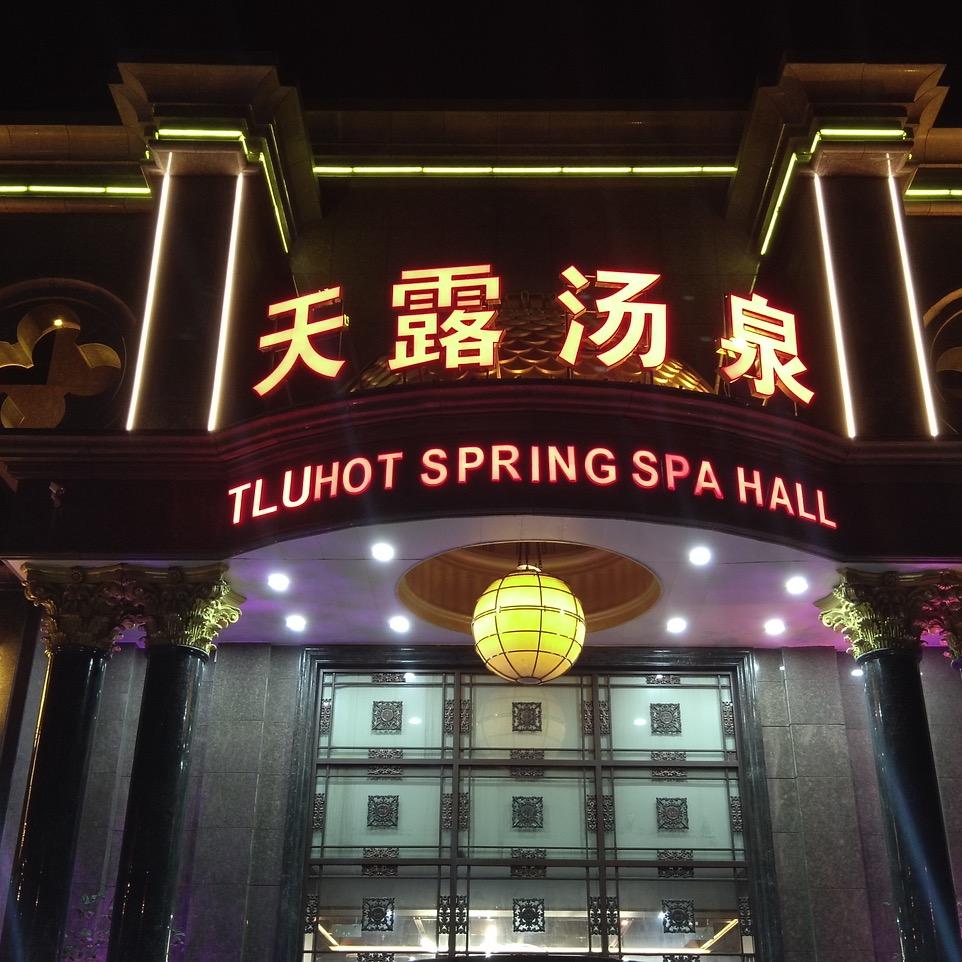 天露汤泉
TLUHOT SPRING SPA HALL